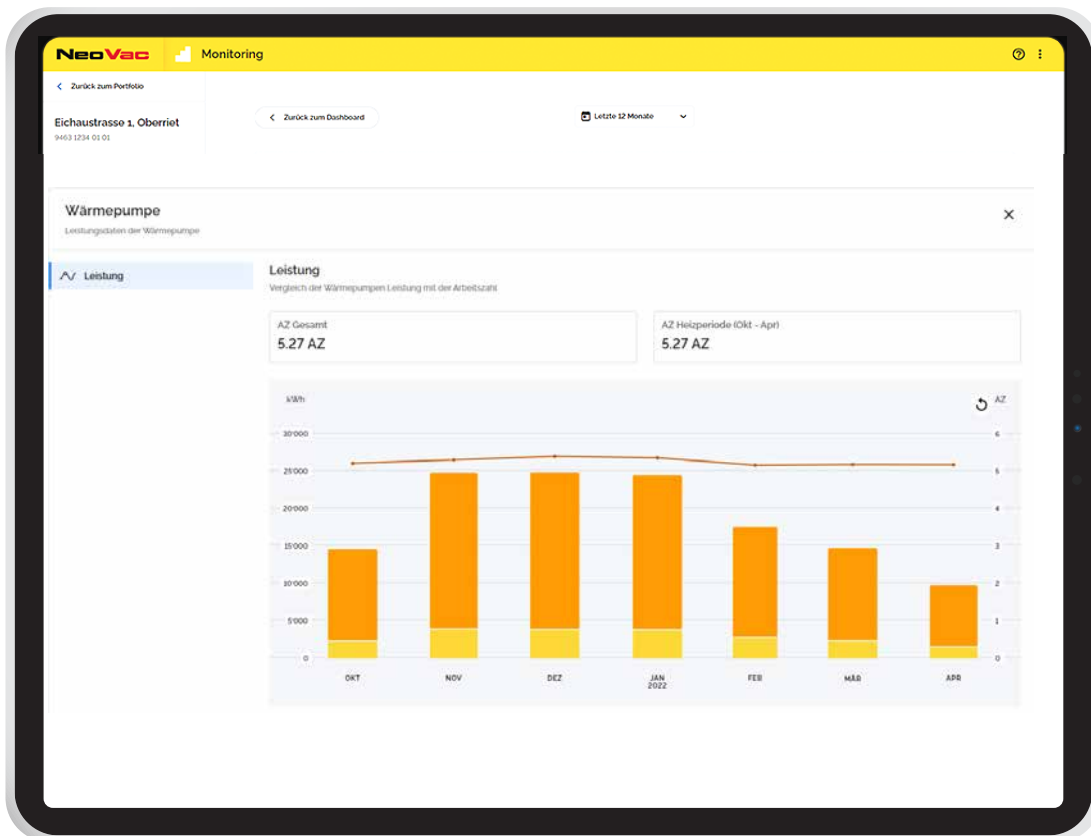 NeoVac Monitoring
Zurück zum Portfolio
Eichaustrasse 1, Oberriet
9463 1234 01 01
Zurück zum Dashboard
Letzte 12 Monate
Wärmepumpe
Leistungsdaten der Wärmepumpe
Leistung
Leistung
Vergleich der Wärmepumpen Leistung mit der Arbeitszahl
AZ Gesamt
5.27 AZ
AZ Heizperiode (Okt - Apr)
5.27 AZ
kWh AZ
30'000 6
25'000 5
20'000 4
15'000 3
10'000 2
5'000 1
0 0
OKT NOV DEZ JAN FEB MÄR APR
2022